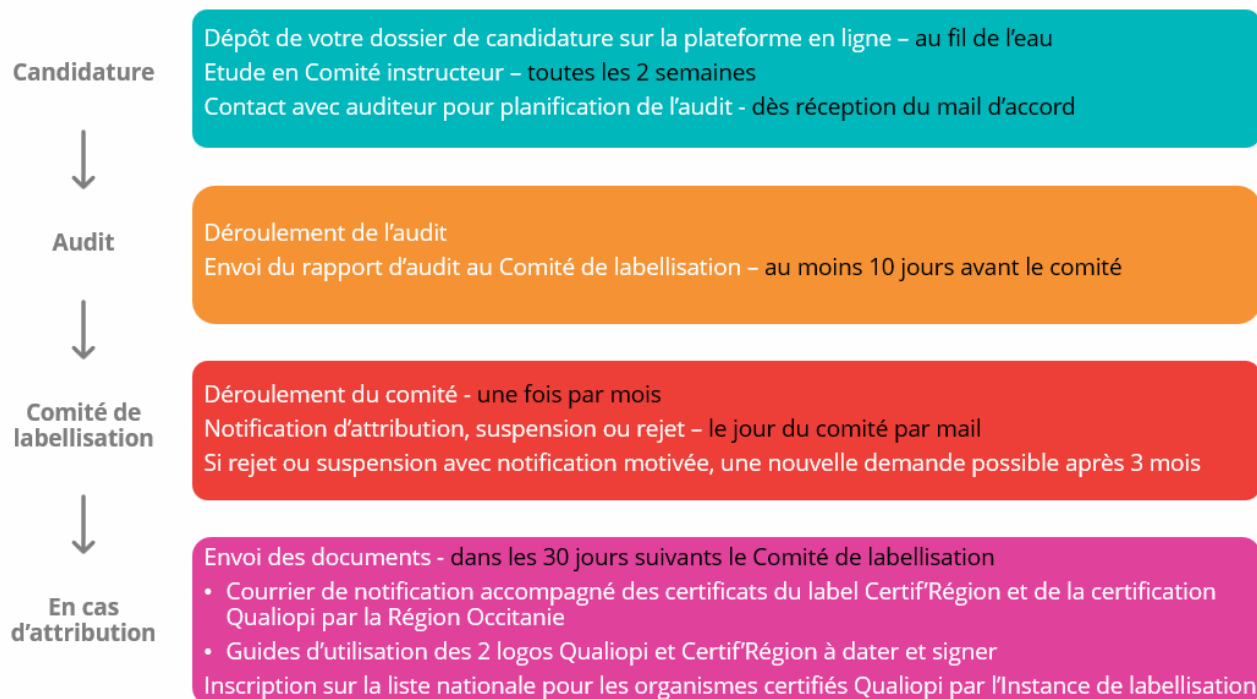 Candidature
Dépôt de votre dossier de candidature sur la plateforme en ligne – au fil de l'eau
Etude en Comité instructeur – toutes les 2 semaines
Contact avec auditeur pour planification de l'audit - dès réception du mail d'accord
Audit
Déroulement de l'audit
Envoi du rapport d'audit au Comité de labellisation – au moins 10 jours avant le comité
Comité de
labellisation
Déroulement du comité - une fois par mois
Notification d'attribution, suspension ou rejet – le jour du comité par mail
Si rejet ou suspension avec notification motivée, une nouvelle demande possible après 3 mois
En cas
d'attribution
Envoi des documents - dans les 30 jours suivants le Comité de labellisation
• Courrier de notification accompagné des certificats du label Certif'Région et de la certification
Qualiopi par la Région Occitanie
• Guides d'utilisation des 2 logos Qualiopi et Certif'Région à dater et signer
Inscription sur la liste nationale pour les organismes certifiés Qualiopi par l'Instance de labellisation